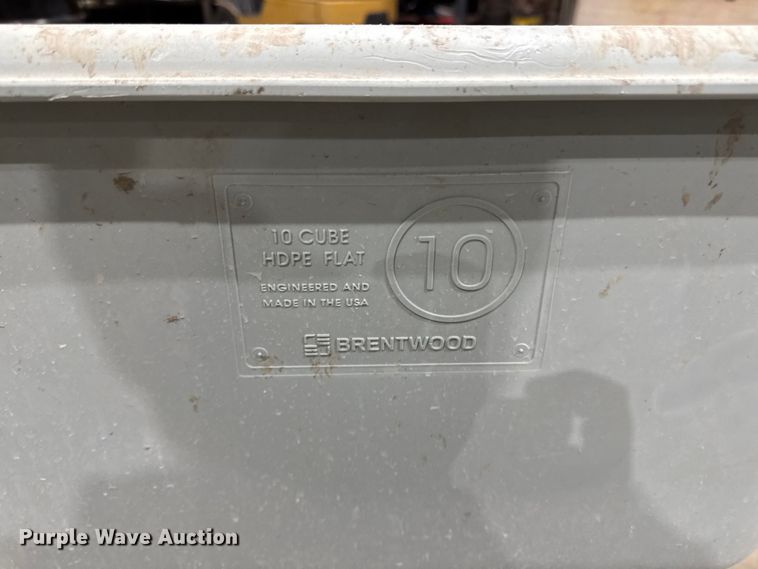 10 CUBE
HDPE FLAT
ENGINEERED AND
MADE IN THE USA
10
BRENTWOOD
Purple Wave Auction